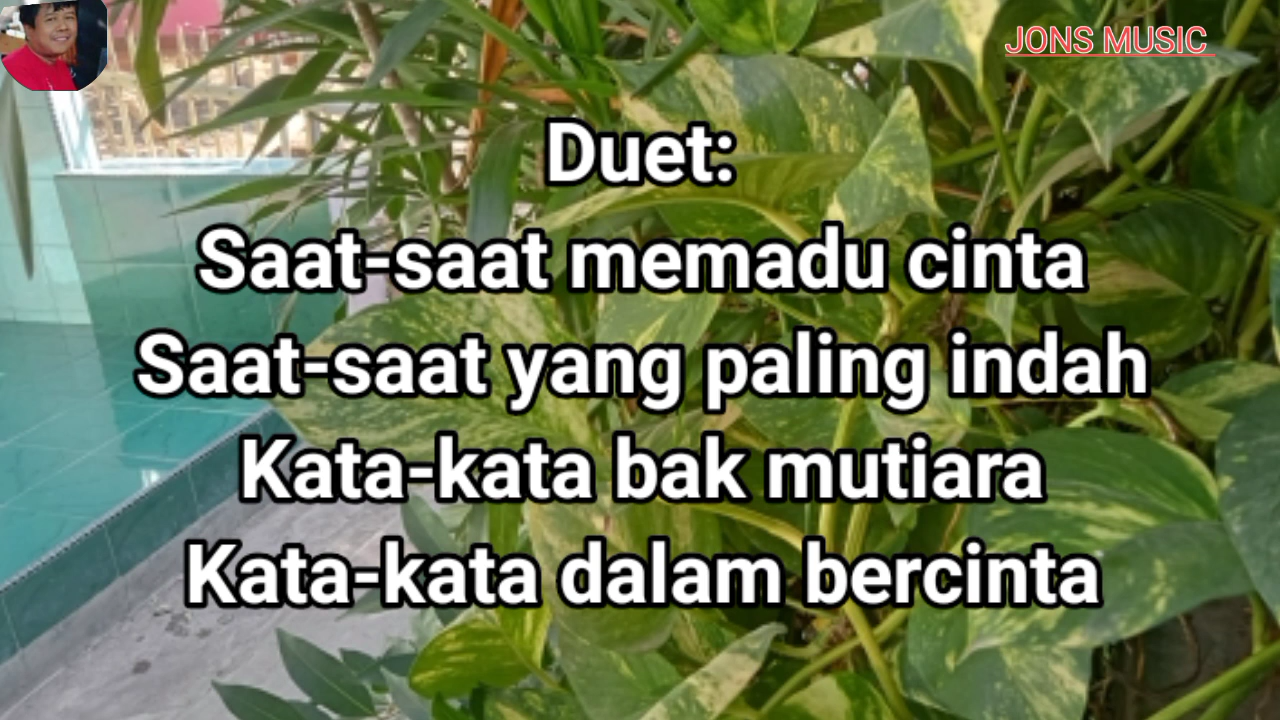 JONS MUSIC
Duet:
Saat-saat memadu cinta
Saat-saat yang paling indah
Kata-kata bak mutiara
Kata-kata dalam bercinta